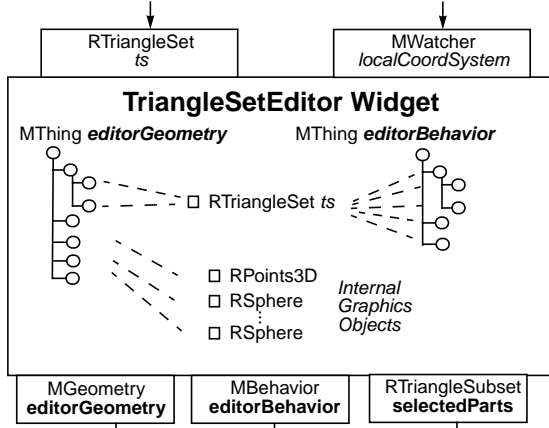 RTriangleSet
ts
MWatcher
localCoordSystem
TriangleSetEditor Widget
MThing editorGeometry
MThing editorBehavior
RTriangleSet ts
RPoints3D
RSphere
RSphere
Internal
Graphics
Objects
MGeometry
editorGeometry
MBehavior
editorBehavior
RTriangleSubset
selectedParts